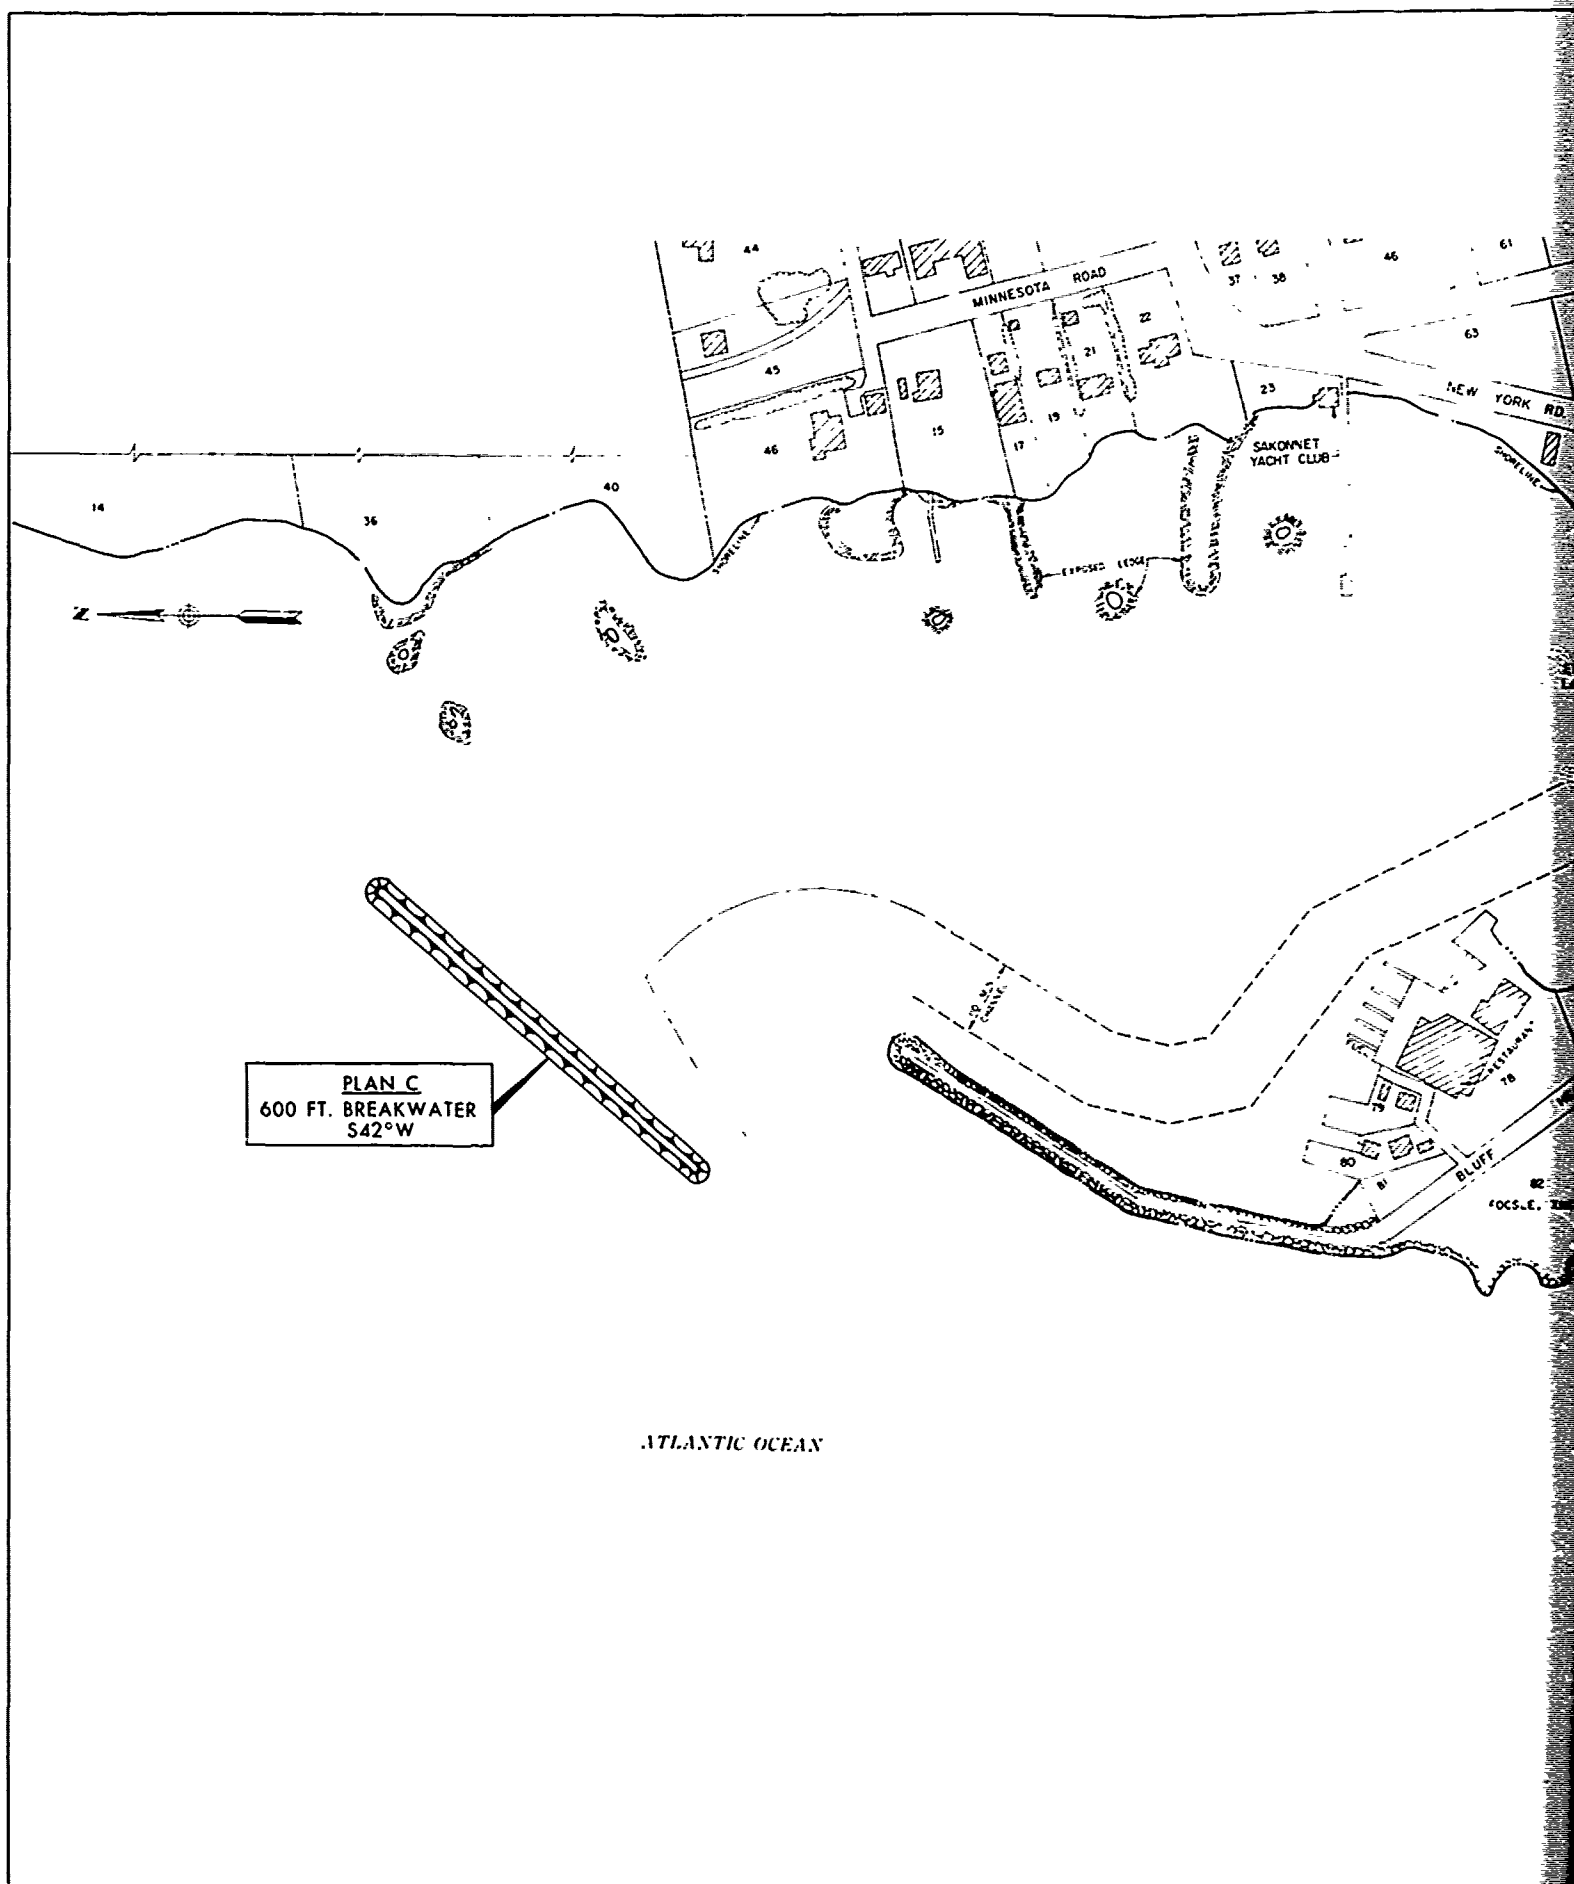 44
61
46
MINNESOTA ROAD
37
38
22
63
21
45
23
NEW YORK RD.
19
15
17
46
SAKONNET
YACHT CLUB
SHORELINE
40
14
36
SHORELINE
EXPOSED LEDGE
Z
CHANNEL
RESTAURANT
78
PLAN C
600 FT. BREAKWATER
S42°W
79
80
81
BLUFF
82
ATLANTIC OCEAN